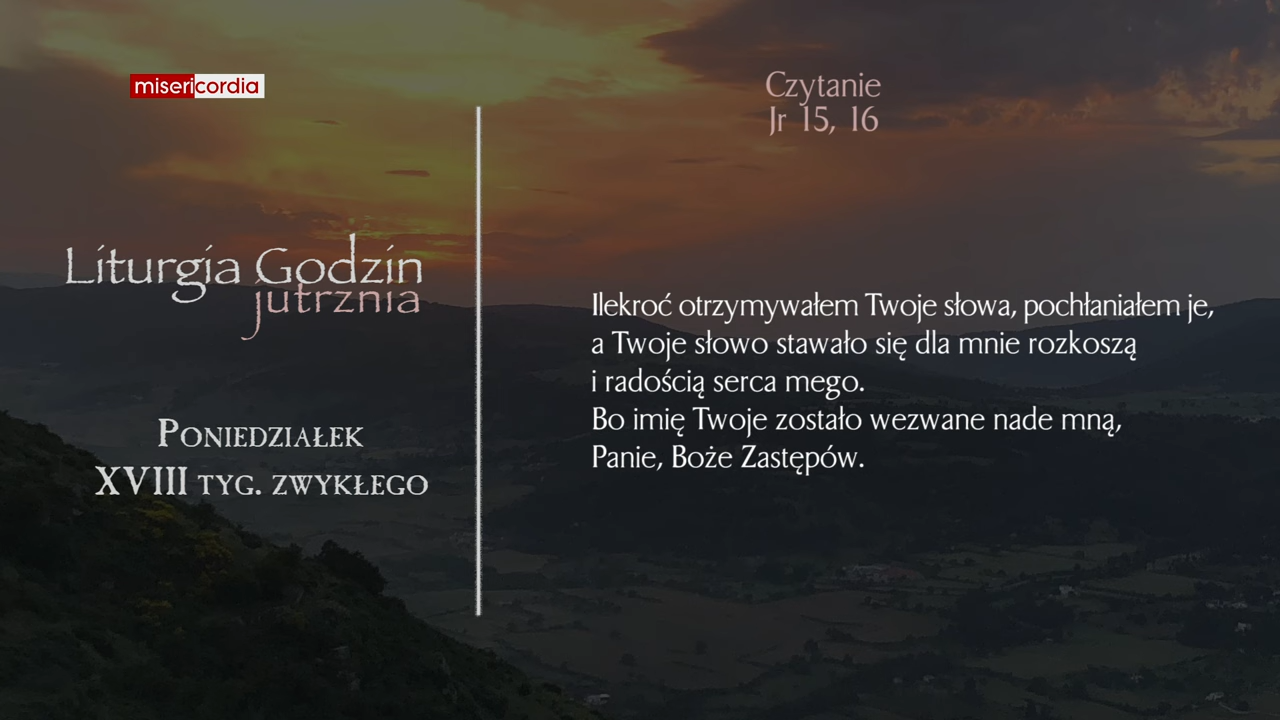 misericordia
Liturgia Godzin
jutrznia
Poniedziałek
XVIII tyg. zwykłego
Czytanie
Jr 15, 16
Ilekroć otrzymywałem Twoje słowa, pochłaniałem je,
a Twoje słowo stawało się dla mnie rozkoszą
i radością serca mego.
Bo imię Twoje zostało wezwane nade mną,
Panie, Boże Zastępów.